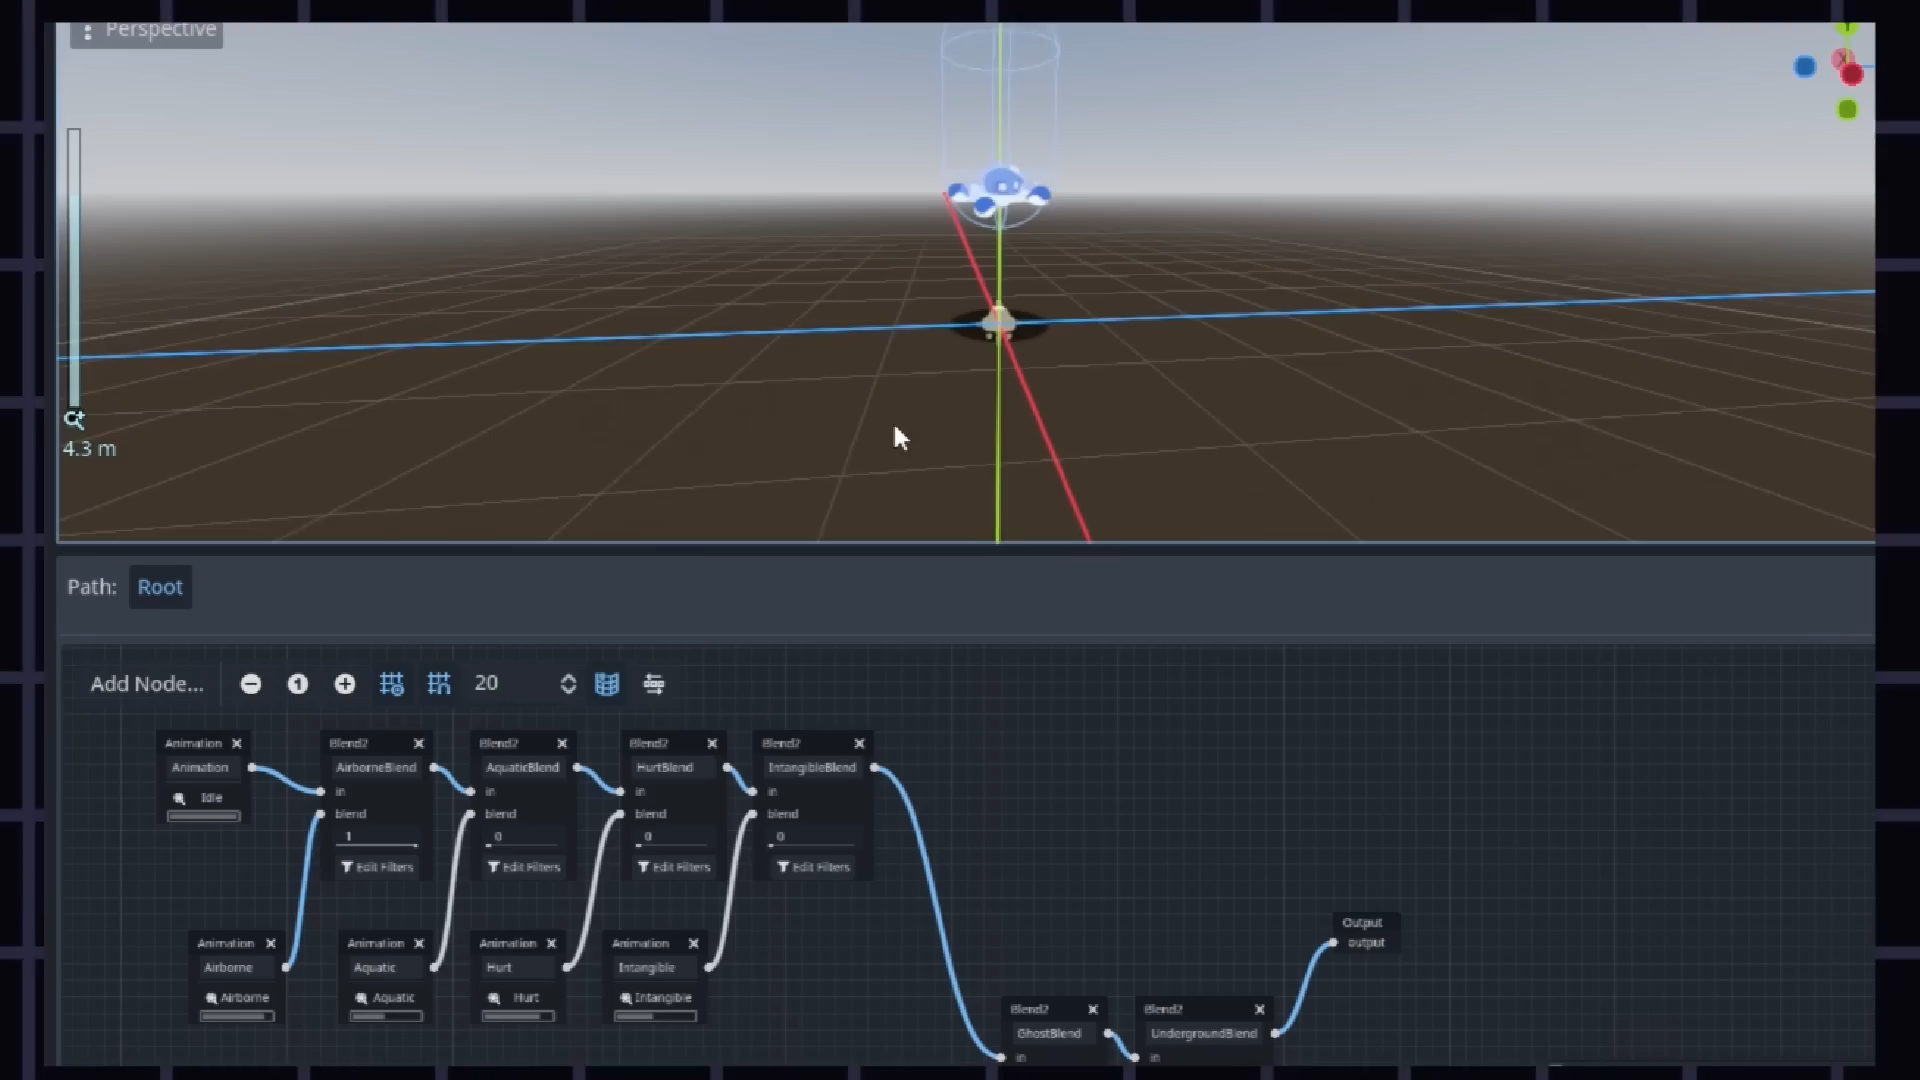 Perspective
4.3 m
Path: Root
Add Node... 20
Animation Blend2 Blend2 Blend2 Blend2
Animation AirborneBlend AquaticBlend HurtBlend IntangibleBlend
in in in in
Idle
blend blend blend blend
1 0 0 0
Edit Filters Edit Filters Edit Filters Edit Filters
Output
output
Animation Animation Animation Animation
Airborne Aquatic Hurt Intangible
Airborne Aquatic Hurt Intangible
Blend2 Blend2
GhostBlend UndergroundBlend
in in